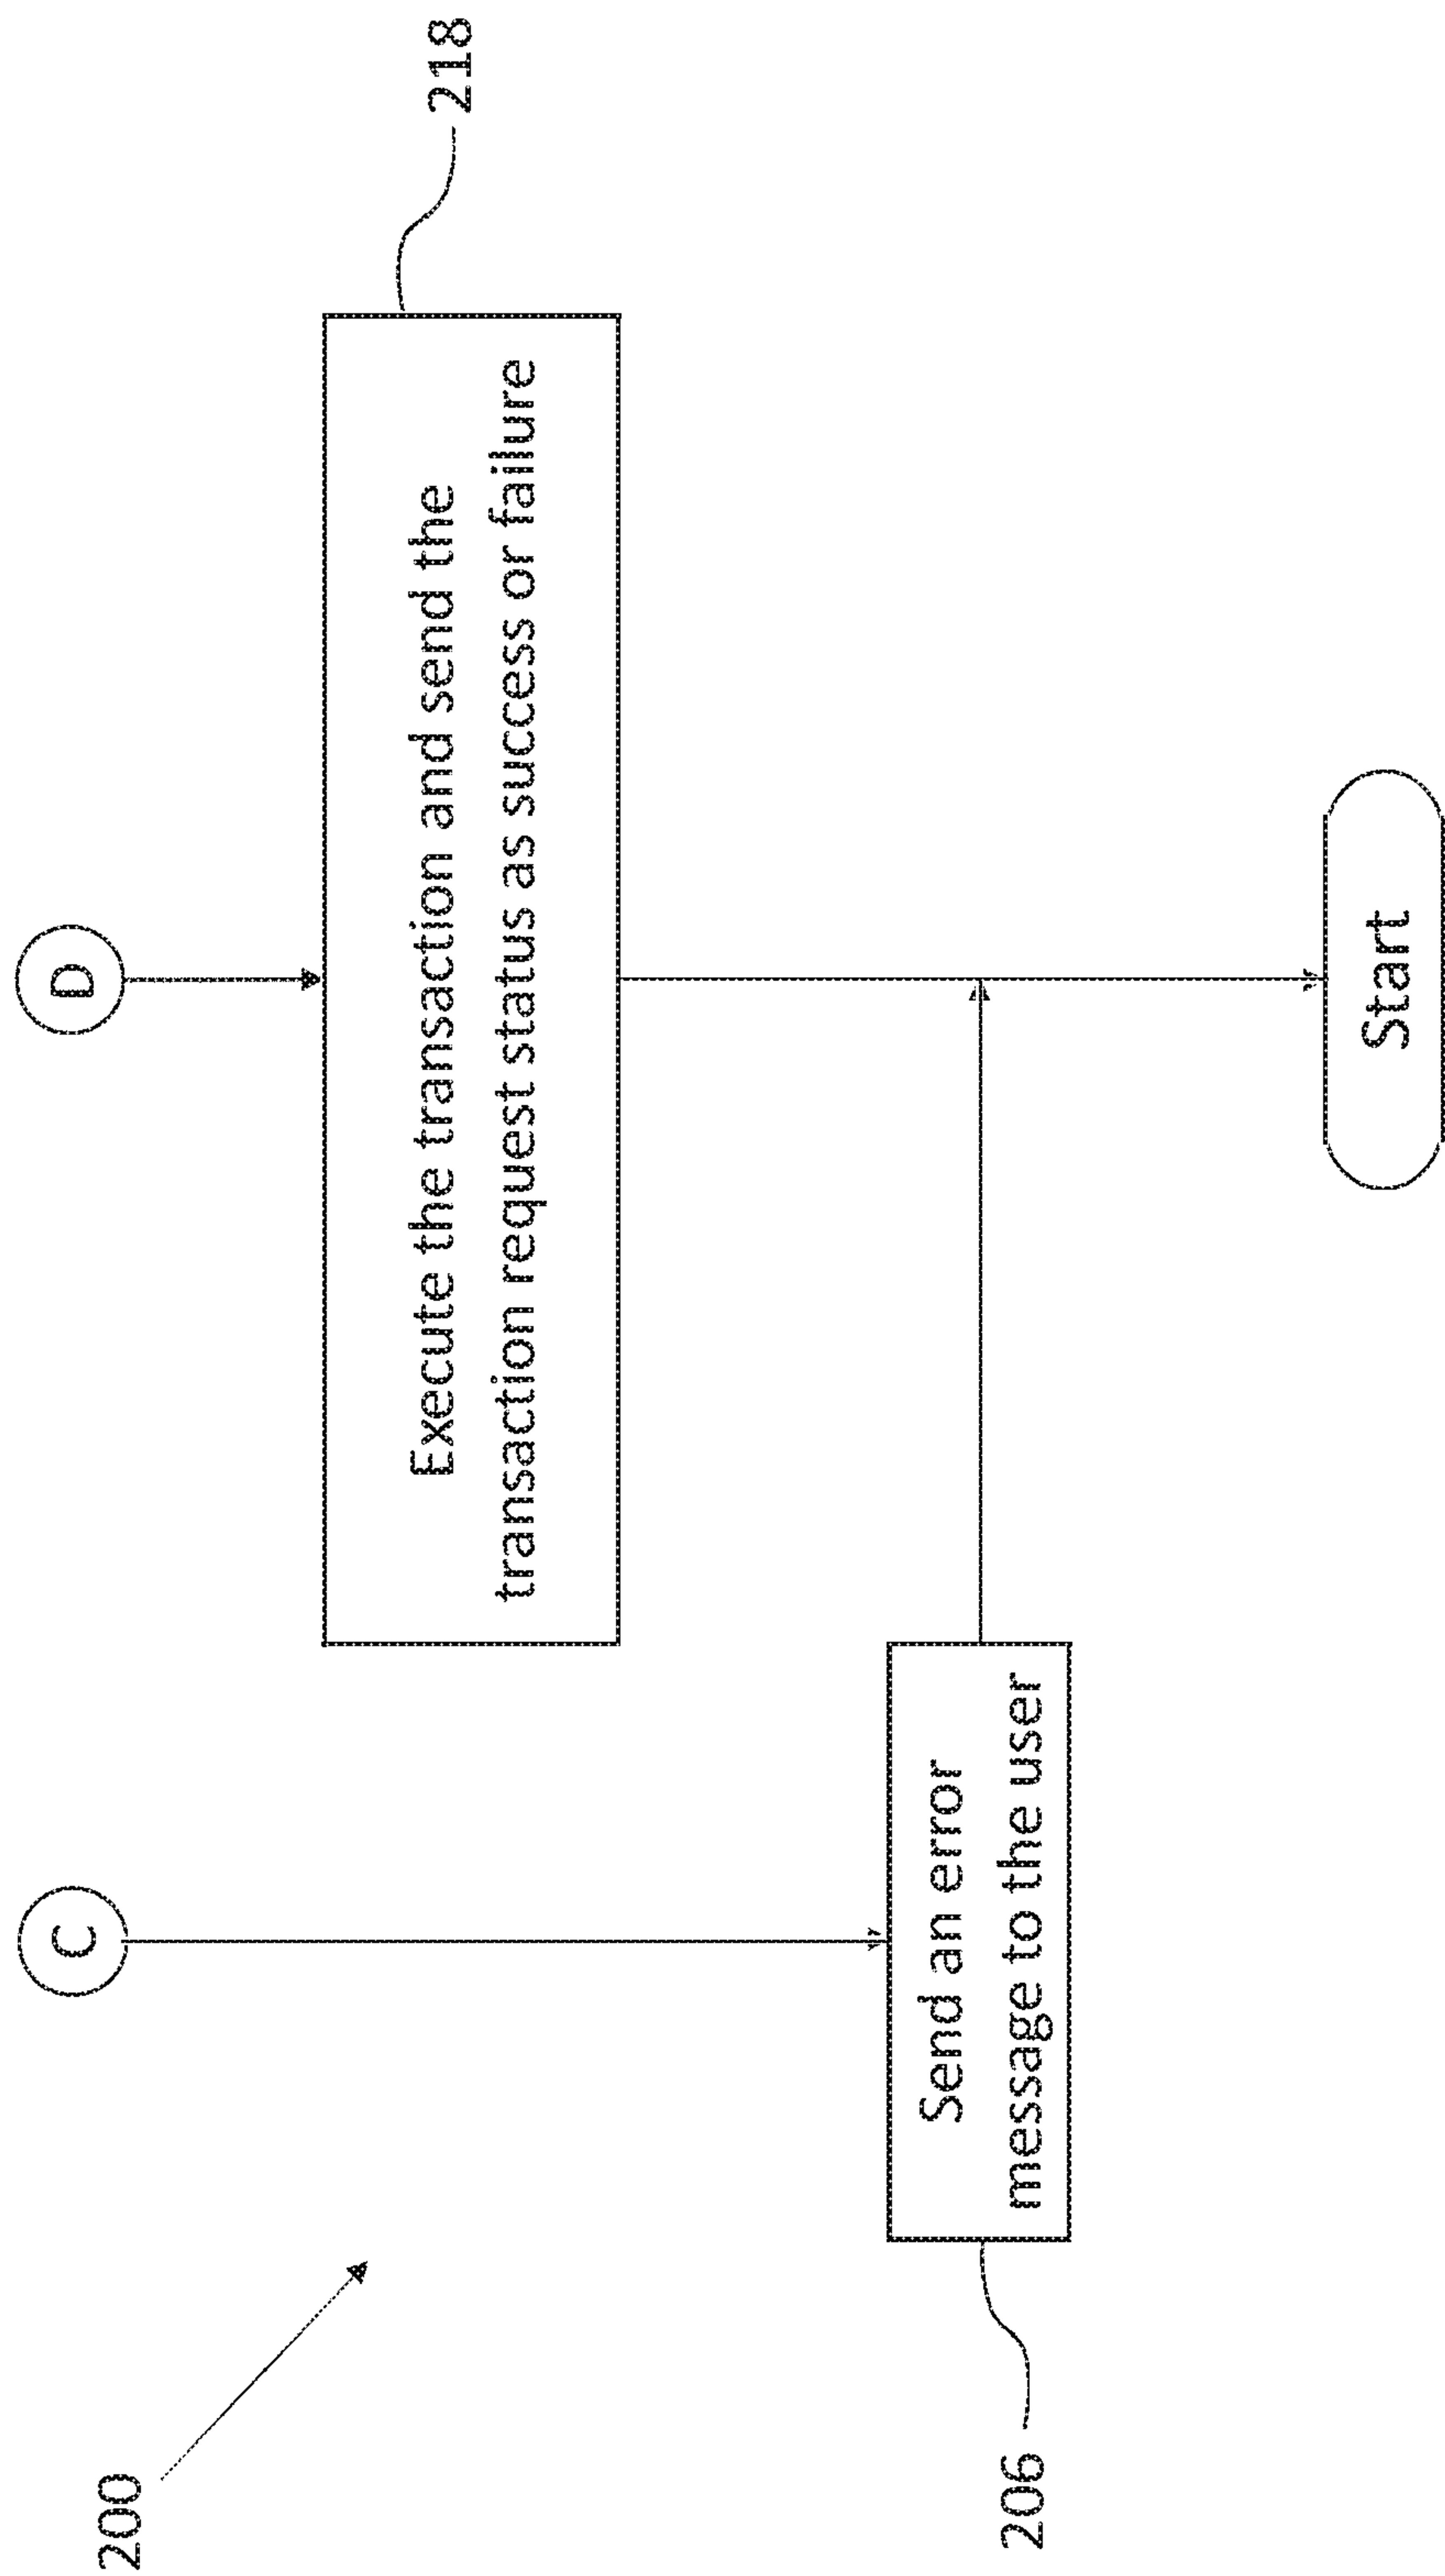 200
C
D
Execute the transaction and send the
transaction request status as success or failure
218
Send an error
message to the user
206
Start